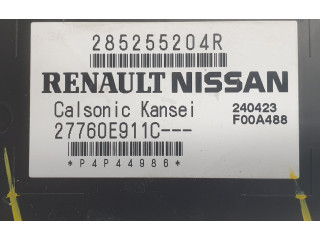 285255204R
RENAULT NISSAN
Calsonic Kansei 240423
27760E911C--- F00A488
*P4P44986*